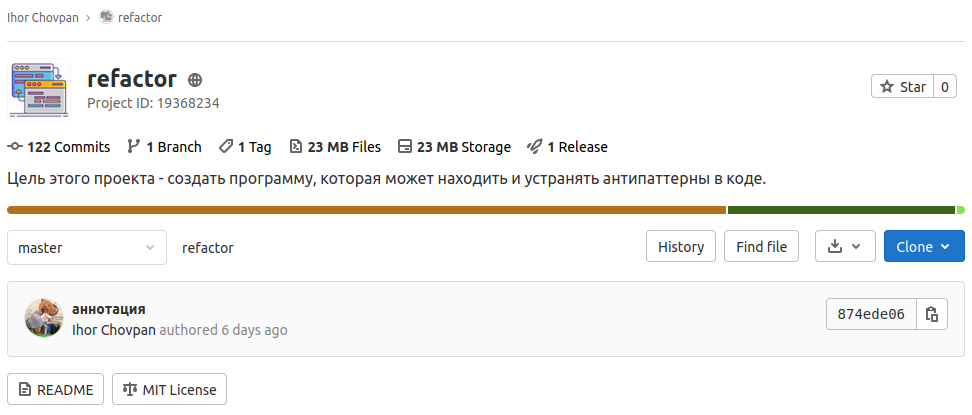 Ihor Chovpan › refactor
refactor
Project ID: 19368234
Star 0
122 Commits 1 Branch 1 Tag 23 MB Files 23 MB Storage 1 Release
Цель этого проекта - создать программу, которая может находить и устранять антипаттерны в коде.
master refactor History Find file Clone
аннотация
Ihor Chovpan authored 6 days ago
874ede06
README MIT License